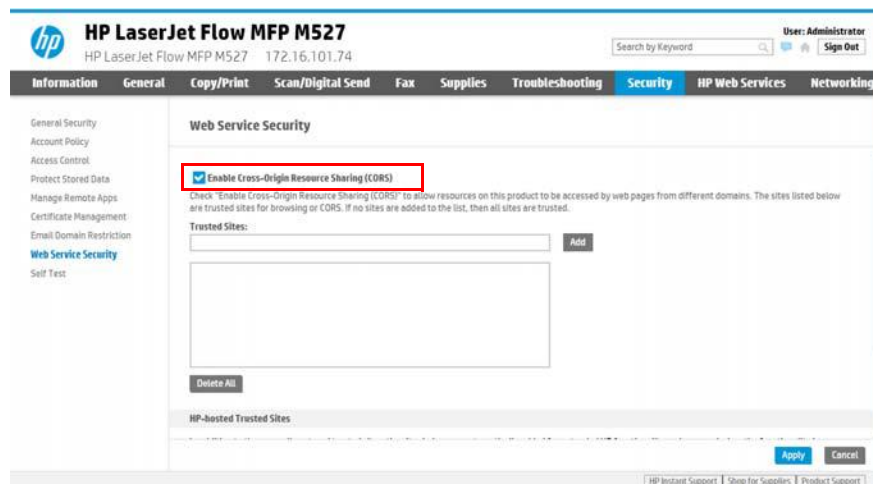 hp
HP LaserJet Flow MFP M527
HP LaserJet Flow MFP M527 172.16.101.74
User: Administrator
Search by Keyword
Sign Out
Information General Copy/Print Scan/Digital Send Fax Supplies Troubleshooting Security HP Web Services Networking
General Security
Account Policy
Access Control
Protect Stored Data
Manage Remote Apps
Certificate Management
Email Domain Restriction
Web Service Security
Self Test
Web Service Security
Enable Cross-Origin Resource Sharing (CORS)
Check "Enable Cross-Origin Resource Sharing (CORS)" to allow resources on this product to be accessed by web pages from different domains. The sites listed below
are trusted sites for browsing or CORS. If no sites are added to the list, then all sites are trusted.
Trusted Sites:
Add
Delete All
HP-hosted Trusted Sites
Apply Cancel
HP Instant Support Shop for Supplies Product Support